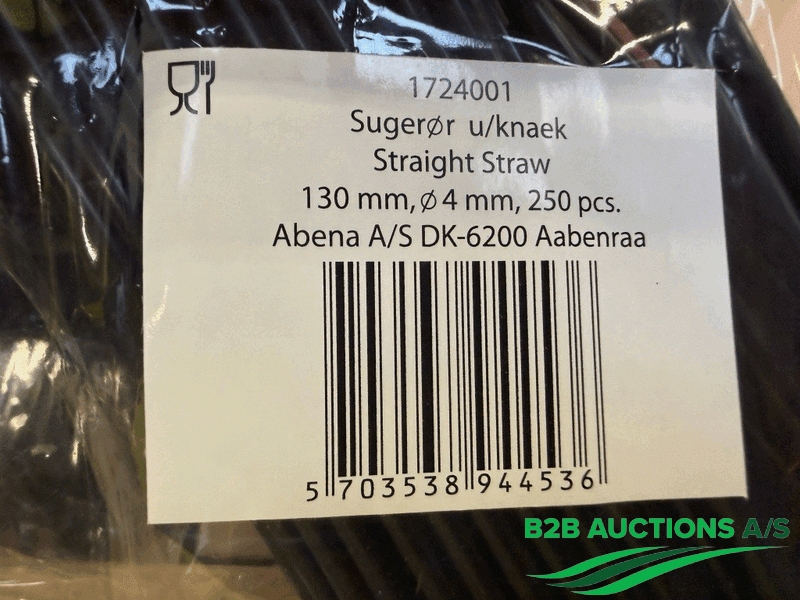 1724001
Sugerør u/knaek
Straight Straw
130 mm, ø 4 mm, 250 pcs.
Abena A/S DK-6200 Aabenraa
5 703538 944536
B2B AUCTIONS A/S